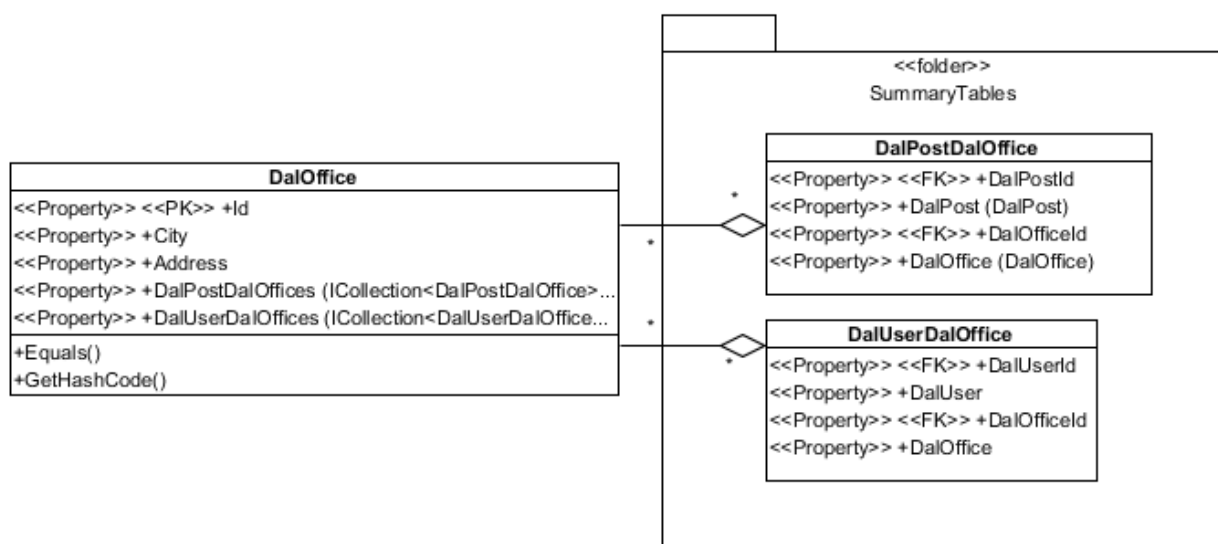 <<folder>>
SummaryTables
DalOffice
<<Property>> <<PK>> +Id
<<Property>> +City
<<Property>> +Address
<<Property>> +DalPostDalOffices (ICollection<DalPostDalOffice>...
<<Property>> +DalUserDalOffices (ICollection<DalUserDalOffice...
+Equals()
+GetHashCode()
*
*
*
*
DalPostDalOffice
<<Property>> <<FK>> +DalPostId
<<Property>> +DalPost (DalPost)
<<Property>> <<FK>> +DalOfficeId
<<Property>> +DalOffice (DalOffice)
DalUserDalOffice
<<Property>> <<FK>> +DalUserId
<<Property>> +DalUser
<<Property>> <<FK>> +DalOfficeId
<<Property>> +DalOffice